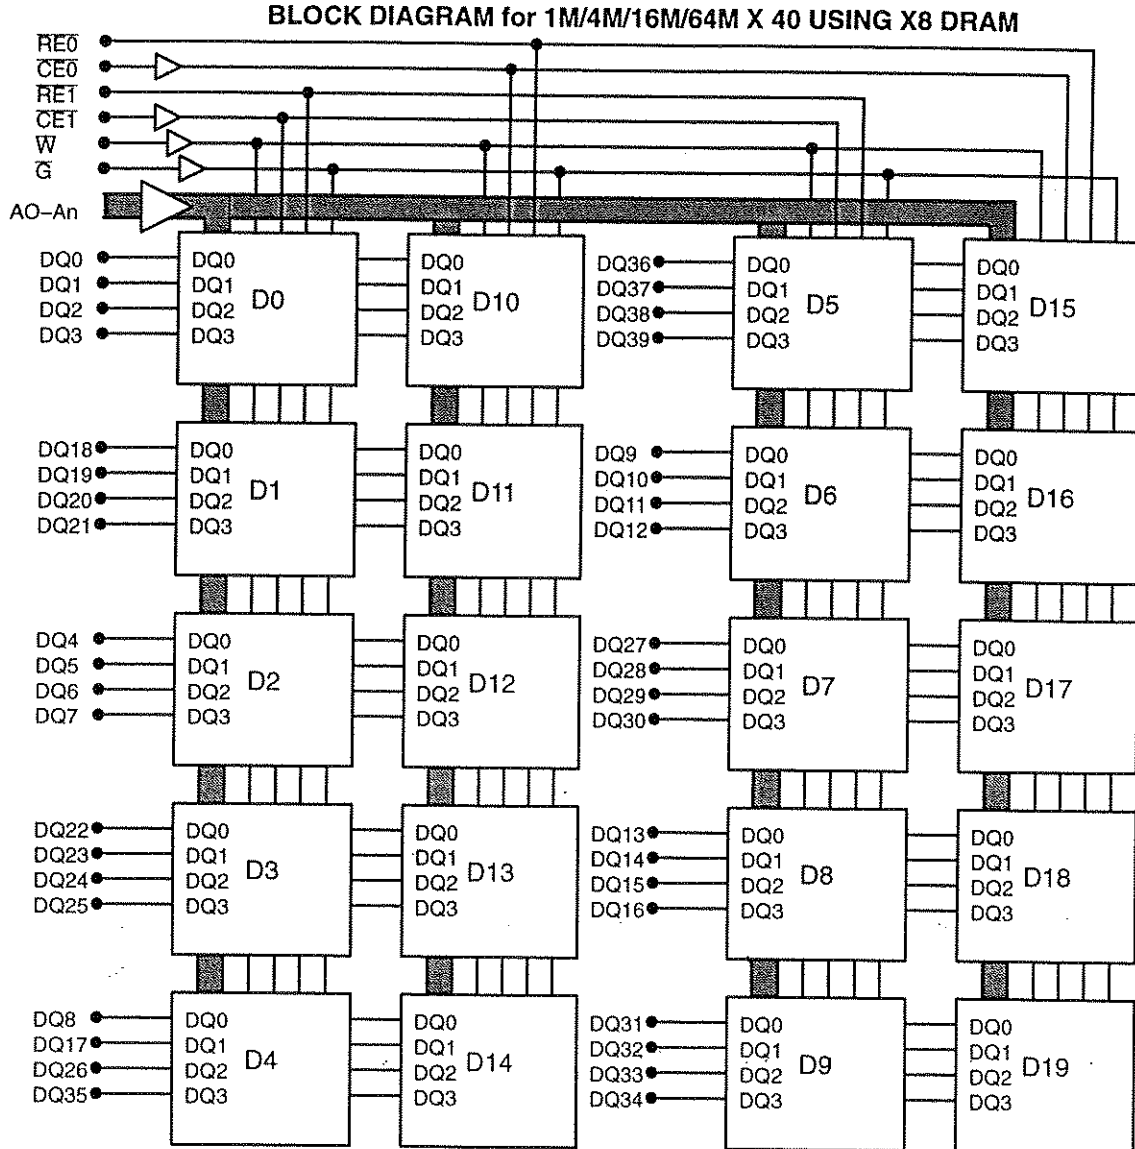 BLOCK DIAGRAM for 1M/4M/16M/64M X 40 USING X8 DRAM
RE0
CE0
RE1
CE1
W
G
AO–An
DQ0 DQ0 DQ0 DQ36 DQ0 DQ0
DQ1 DQ1 D0 DQ1 D10 DQ37 DQ1 D5 DQ1 D15
DQ2 DQ2 DQ2 DQ38 DQ2 DQ2
DQ3 DQ3 DQ3 DQ39 DQ3 DQ3
DQ18 DQ0 DQ0 DQ9 DQ0 DQ0
DQ19 DQ1 D1 DQ1 D11 DQ10 DQ1 D6 DQ1 D16
DQ20 DQ2 DQ2 DQ11 DQ2 DQ2
DQ21 DQ3 DQ3 DQ12 DQ3 DQ3
DQ4 DQ0 DQ0 DQ27 DQ0 DQ0
DQ5 DQ1 D2 DQ1 D12 DQ28 DQ1 D7 DQ1 D17
DQ6 DQ2 DQ2 DQ29 DQ2 DQ2
DQ7 DQ3 DQ3 DQ30 DQ3 DQ3
DQ22 DQ0 DQ0 DQ13 DQ0 DQ0
DQ23 DQ1 D3 DQ1 D13 DQ14 DQ1 D8 DQ1 D18
DQ24 DQ2 DQ2 DQ15 DQ2 DQ2
DQ25 DQ3 DQ3 DQ16 DQ3 DQ3
DQ8 DQ0 DQ0 DQ31 DQ0 DQ0
DQ17 DQ1 D4 DQ1 D14 DQ32 DQ1 D9 DQ1 D19
DQ26 DQ2 DQ2 DQ33 DQ2 DQ2
DQ35 DQ3 DQ3 DQ34 DQ3 DQ3